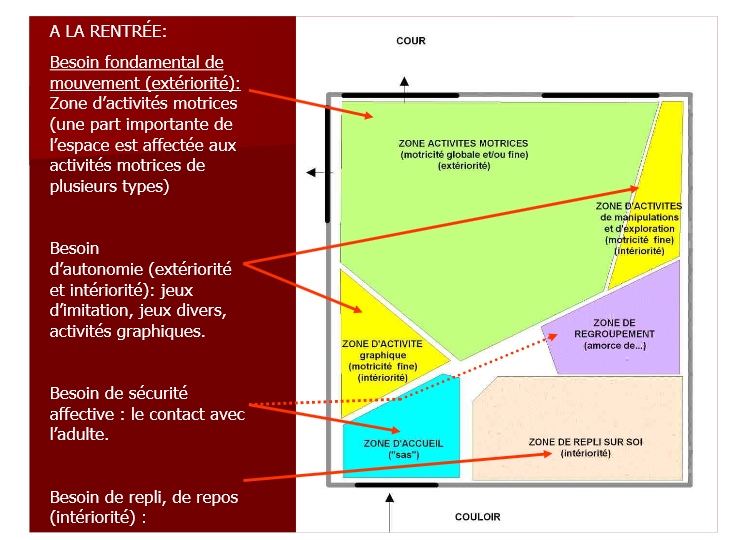 A LA RENTRÉE:
Besoin fondamental de
mouvement (extériorité):
Zone d’activités motrices
(une part importante de
l’espace est affectée aux
activités motrices de
plusieurs types)
Besoin
d’autonomie (extériorité
et intériorité): jeux
d’imitation, jeux divers,
activités graphiques.
Besoin de sécurité
affective : le contact avec
l’adulte.
Besoin de repli, de repos
(intériorité) :
COUR
ZONE ACTIVITES MOTRICES
(motricité globale et/ou fine)
(extériorité)
ZONE D'ACTIVITES
de manipulations
et d'exploration
(motricité fine)
(intériorité)
ZONE DE
REGROUPEMENT
(amorce de...)
ZONE D'ACTIVITE
graphique
(motricité fine)
(intériorité)
ZONE D'ACCUEIL
("sas")
ZONE DE REPLI SUR SOI
(intériorité)
COULOIR